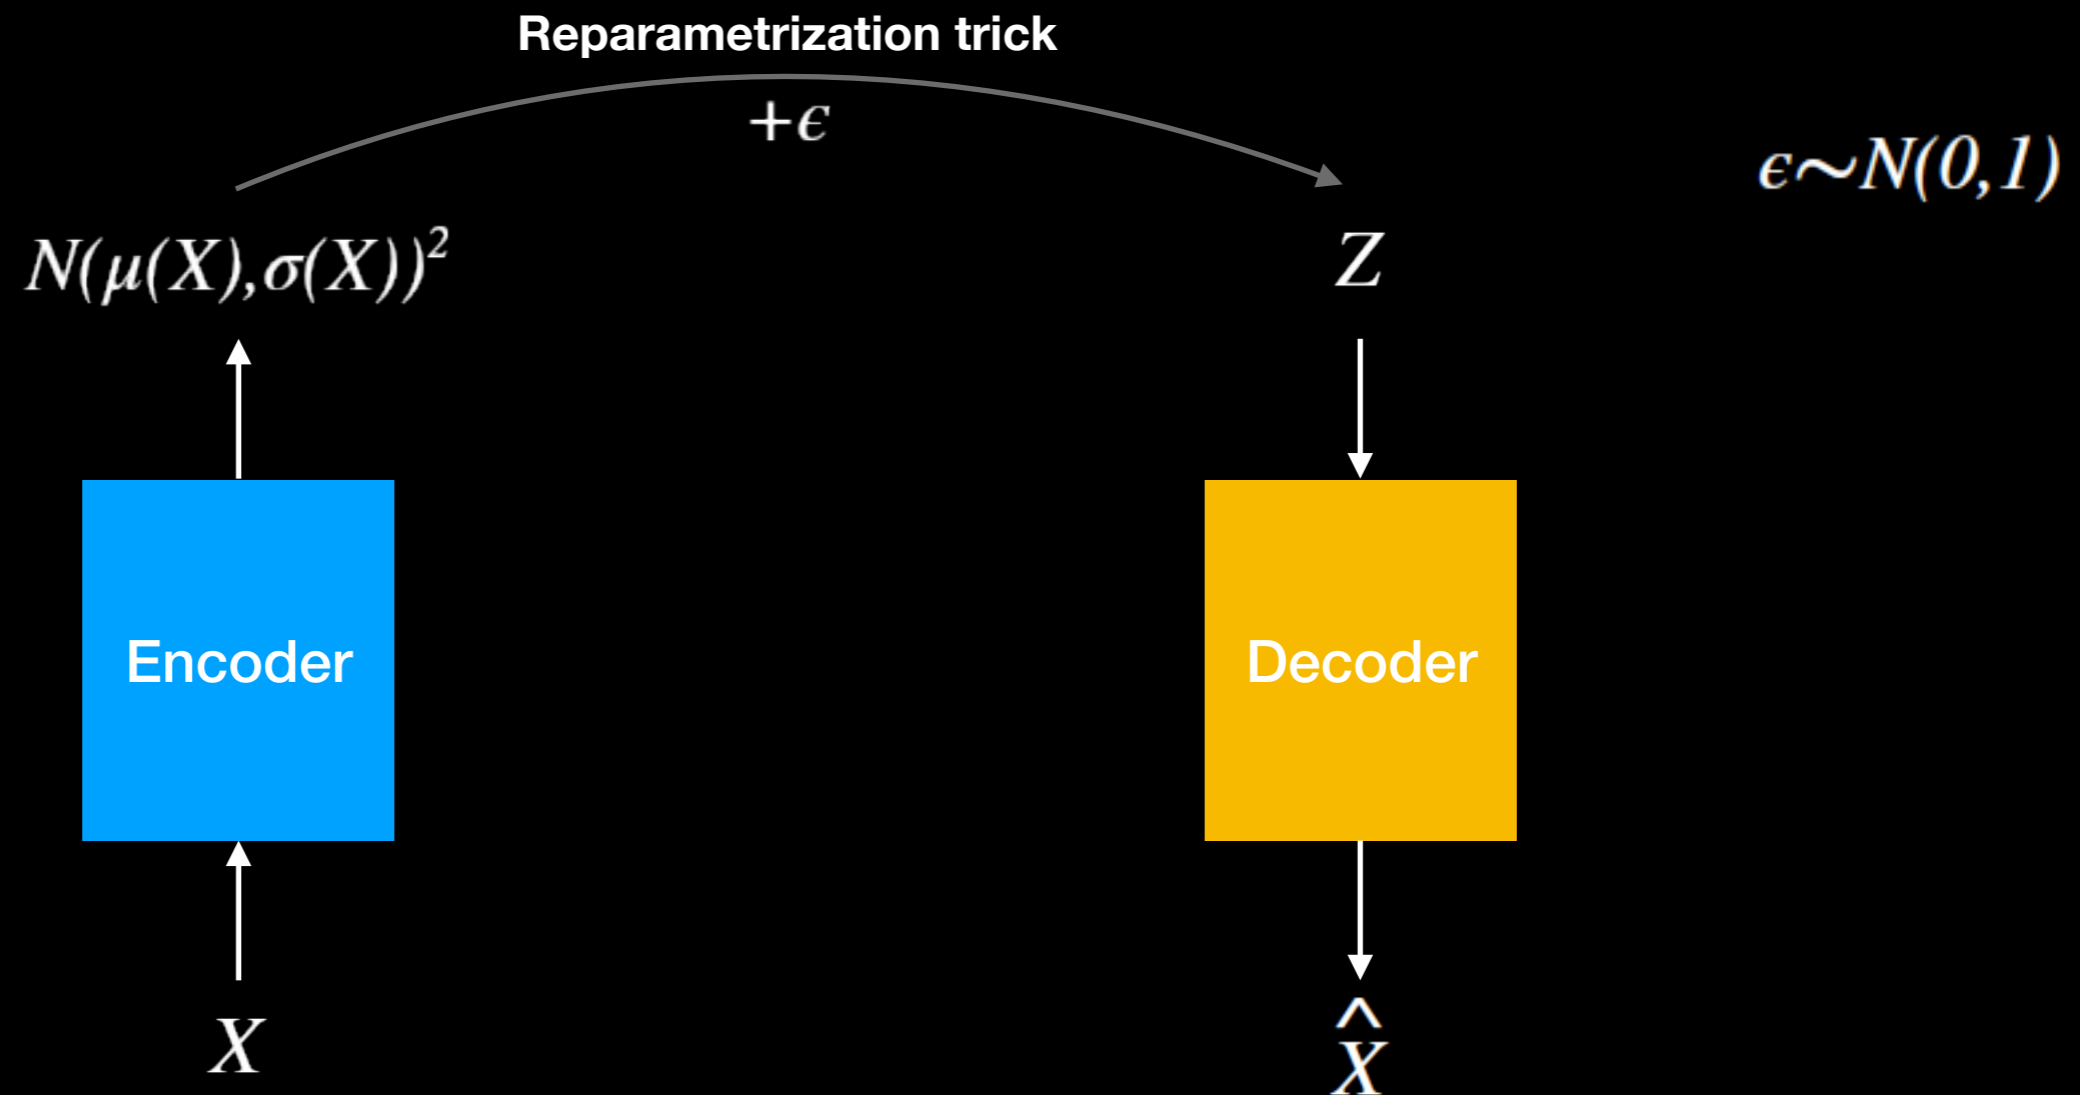 Reparametrization trick
+ϵ
ϵ~N(0,1)
N(μ(X),σ(X))²
Z
Encoder
Decoder
X
X̂